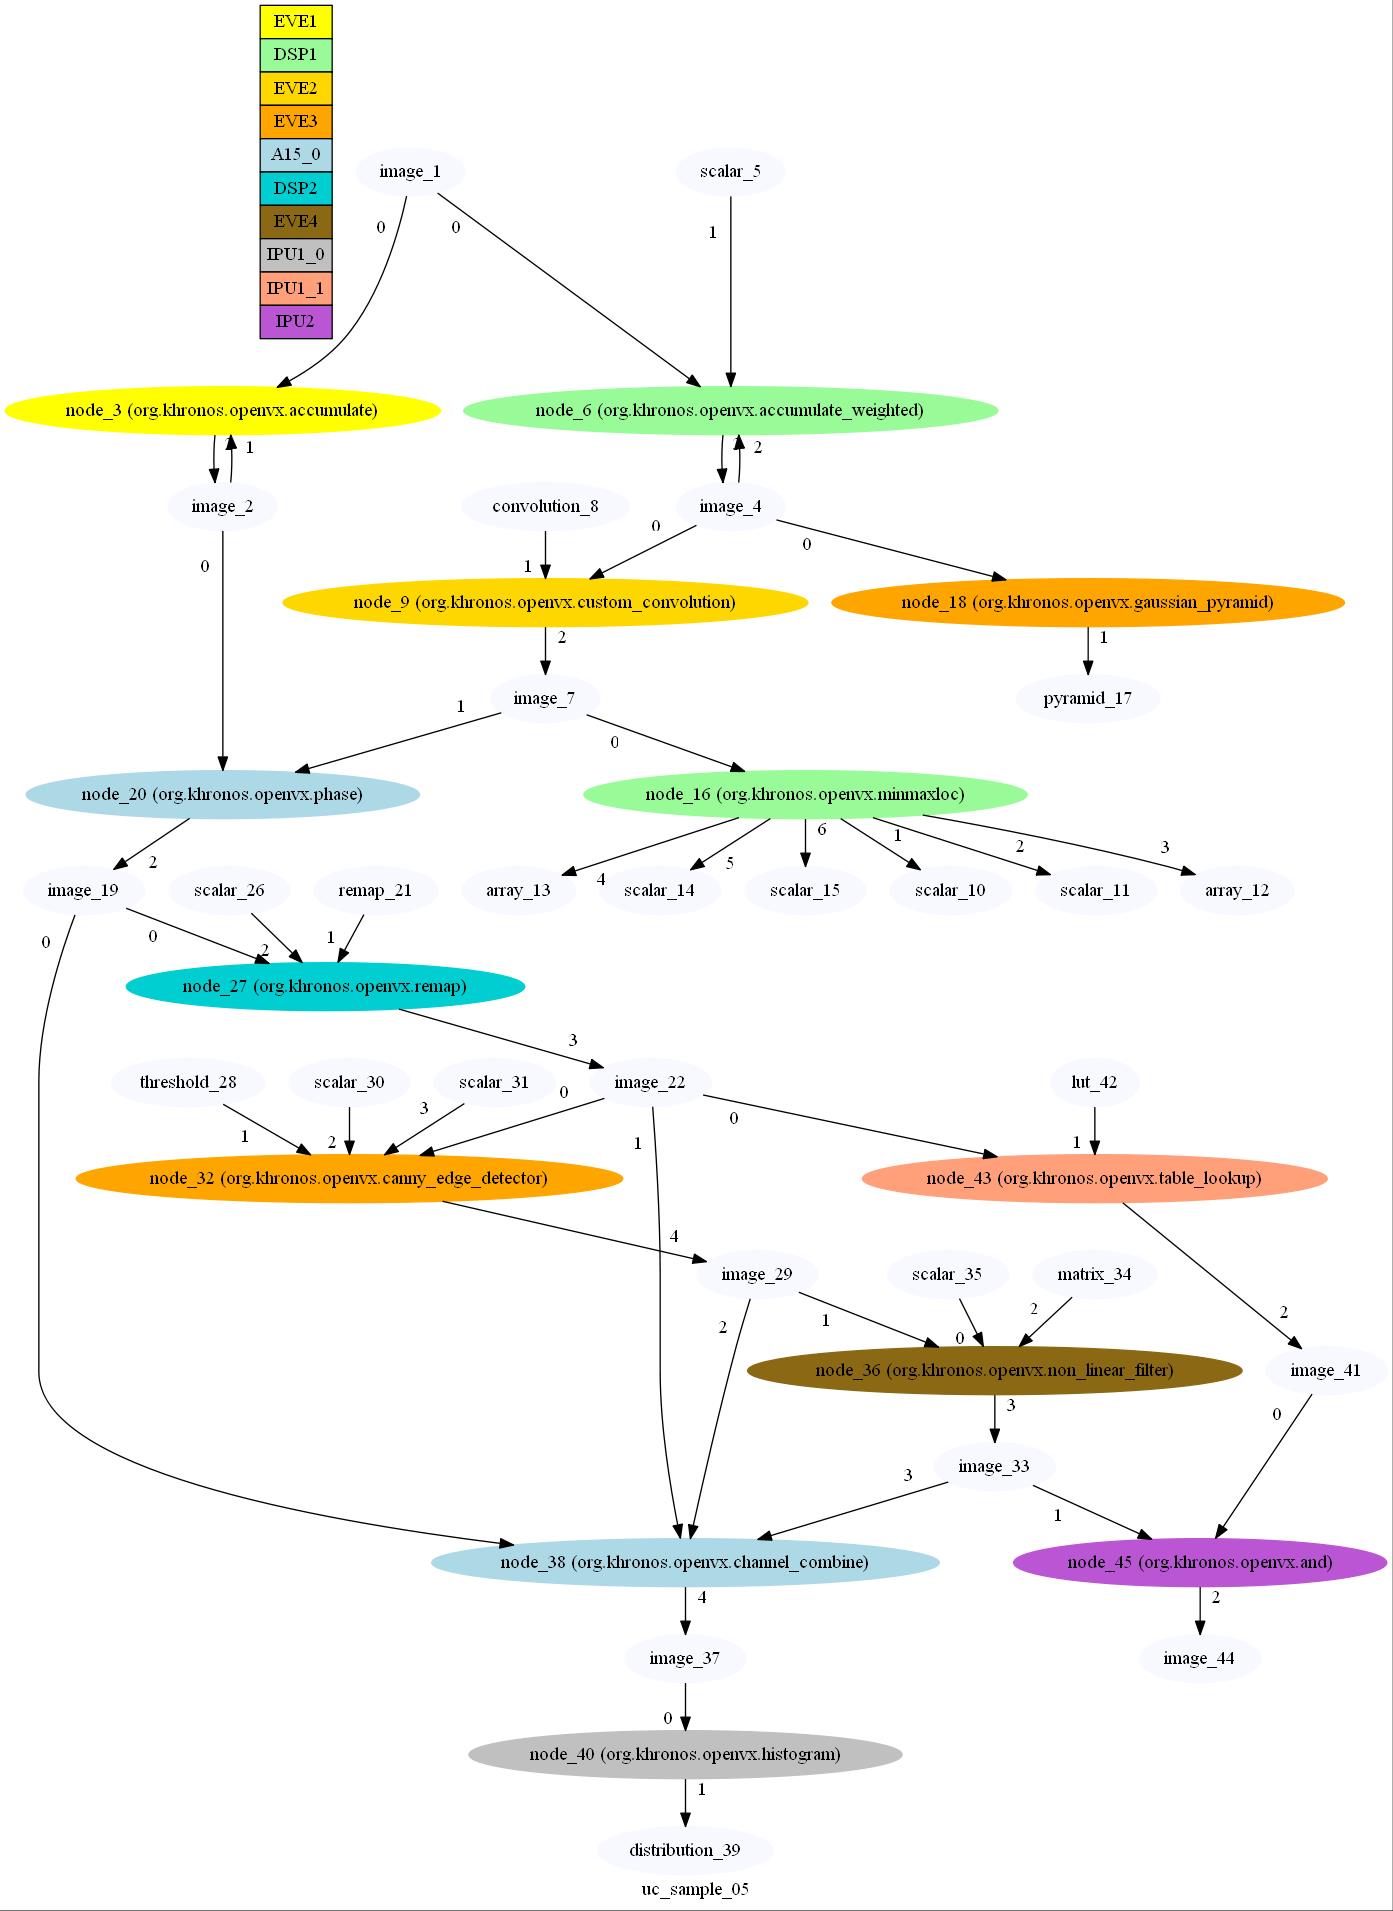 EVE1
DSP1
EVE2
EVE3
A15_0
DSP2
EVE4
IPU1_0
IPU1_1
IPU2
image_1
scalar_5
0
0
1
node_3 (org.khronos.openvx.accumulate)
node_6 (org.khronos.openvx.accumulate_weighted)
1
2
image_2
convolution_8
image_4
0
1
0
0
node_9 (org.khronos.openvx.custom_convolution)
node_18 (org.khronos.openvx.gaussian_pyramid)
2
1
image_7
pyramid_17
1
0
node_20 (org.khronos.openvx.phase)
node_16 (org.khronos.openvx.minmaxloc)
2
4
5
6
1
2
3
image_19
scalar_26
remap_21
array_13
scalar_14
scalar_15
scalar_10
scalar_11
array_12
0
0
2
1
node_27 (org.khronos.openvx.remap)
3
threshold_28
scalar_30
scalar_31
image_22
lut_42
1
2
3
0
1
0
1
node_32 (org.khronos.openvx.canny_edge_detector)
node_43 (org.khronos.openvx.table_lookup)
4
2
image_29
scalar_35
matrix_34
2
1
0
2
node_36 (org.khronos.openvx.non_linear_filter)
image_41
3
0
image_33
3
1
node_38 (org.khronos.openvx.channel_combine)
node_45 (org.khronos.openvx.and)
4
2
image_37
image_44
0
node_40 (org.khronos.openvx.histogram)
1
distribution_39
uc_sample_05